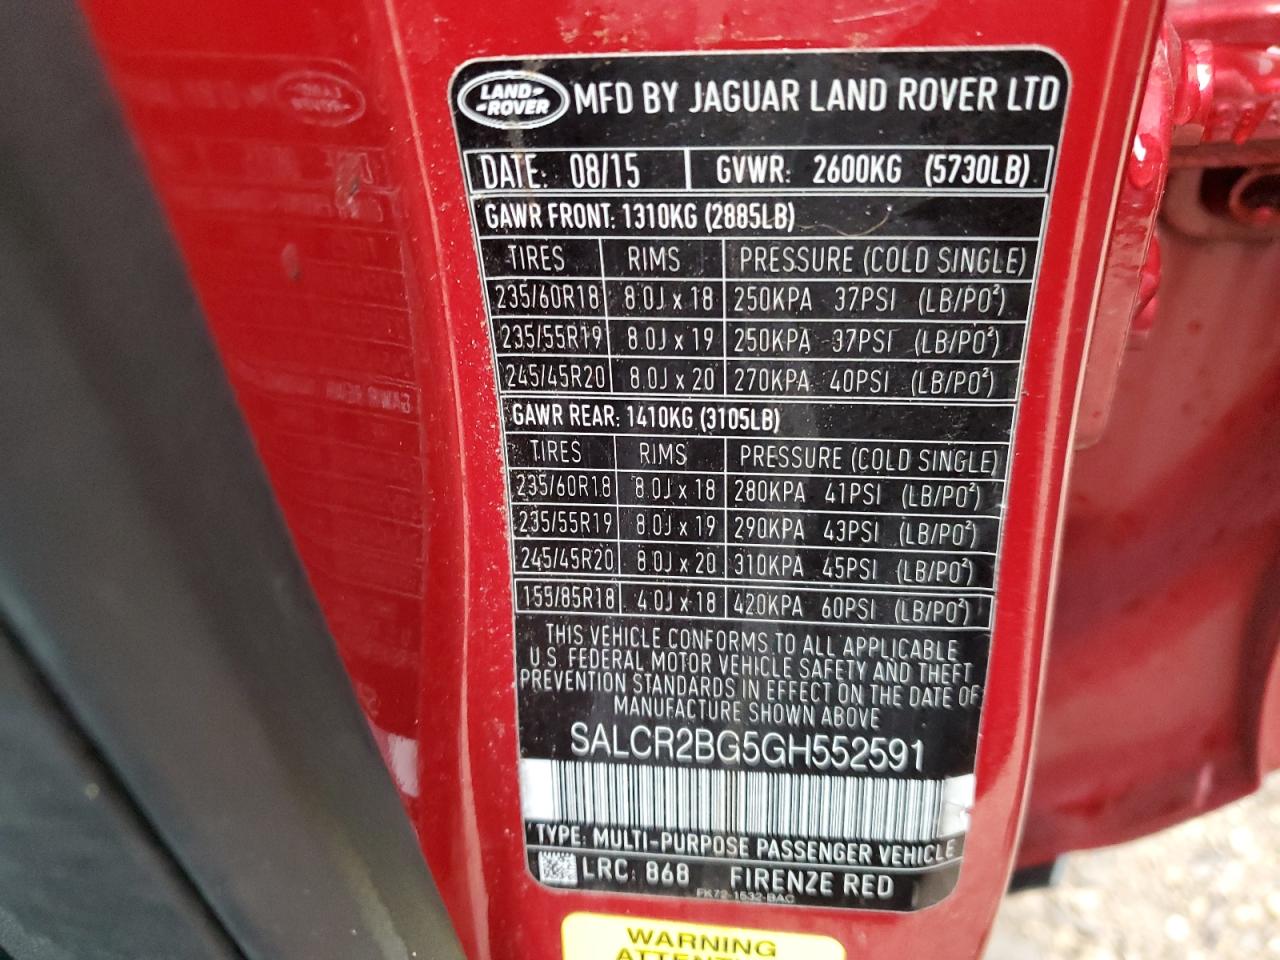 LAND-
-ROVER
MFD BY JAGUAR LAND ROVER LTD
DATE: 08/15 GVWR: 2600KG (5730LB)
GAWR FRONT: 1310KG (2885LB)
TIRES RIMS PRESSURE (COLD SINGLE)
235/60R18 8.0J x 18 250KPA 37PSI (LB/PO²)
235/55R19 8.0J x 19 250KPA 37PSI (LB/PO²)
245/45R20 8.0J x 20 270KPA 40PSI (LB/PO²)
GAWR REAR: 1410KG (3105LB)
TIRES RIMS PRESSURE (COLD SINGLE)
235/60R18 8.0J x 18 280KPA 41PSI (LB/PO²)
235/55R19 8.0J x 19 290KPA 43PSI (LB/PO²)
245/45R20 8.0J x 20 310KPA 45PSI (LB/PO²)
155/85R18 4.0J x 18 420KPA 60PSI (LB/PO²)
THIS VEHICLE CONFORMS TO ALL APPLICABLE
U.S. FEDERAL MOTOR VEHICLE SAFETY AND THEFT
PREVENTION STANDARDS IN EFFECT ON THE DATE OF
MANUFACTURE SHOWN ABOVE
SALCR2BG5GH552591
TYPE: MULTI-PURPOSE PASSENGER VEHICLE
LRC: 868 FIRENZE RED
FK72-1532-BAC
WARNING